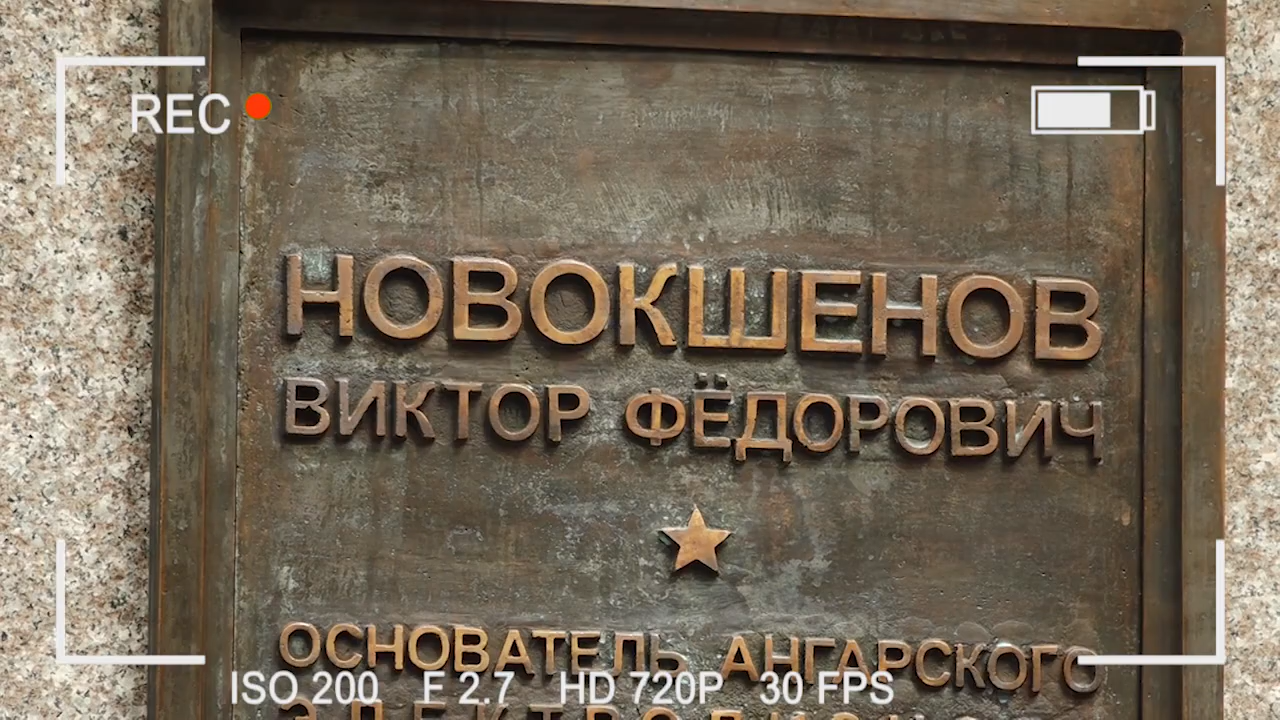 REC
НОВОКШЕНОВ
ВИКТОР ФЁДОРОВИЧ
ОСНОВАТЕЛЬ АНГАРСКОГО
ISO 200 F 2.7 HD 720P 30 FPS